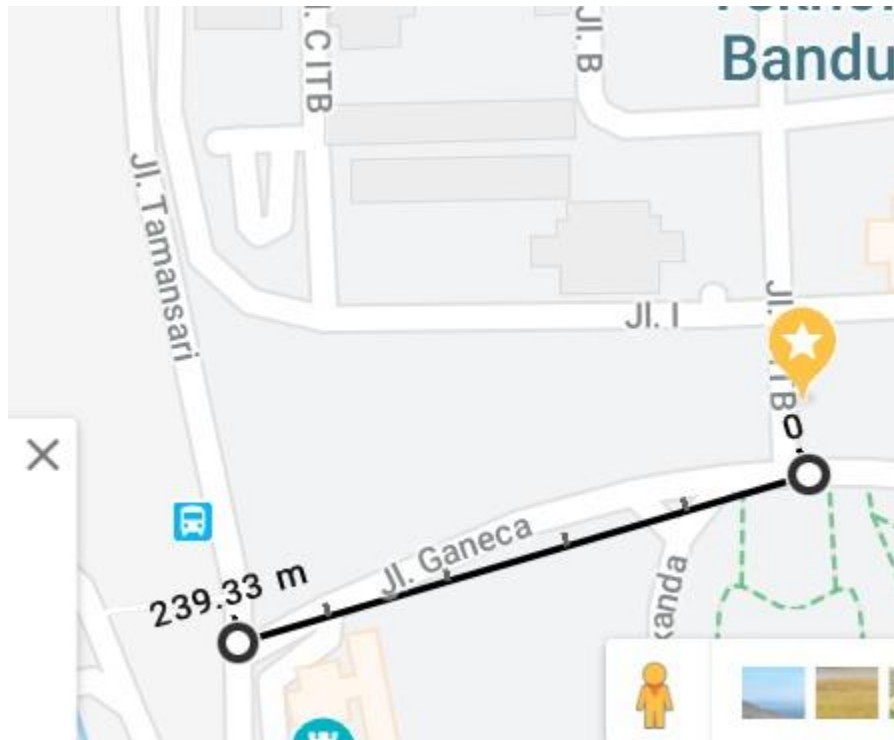 Bandu
Jl. C ITB
Jl. B
Jl. Tamansari
Jl. I
Jl.
ITB
0
239.33 m
Jl. Ganeca
kanda